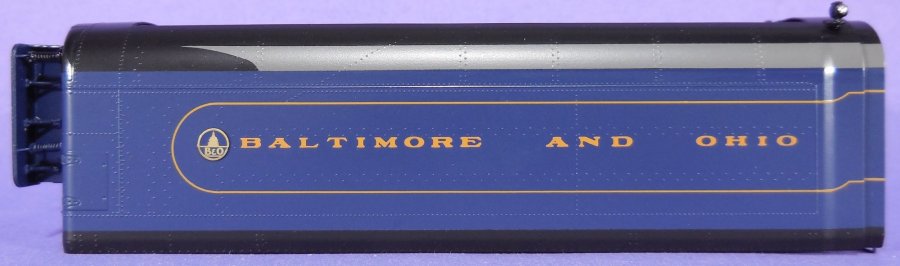 B&O BALTIMORE AND OHIO